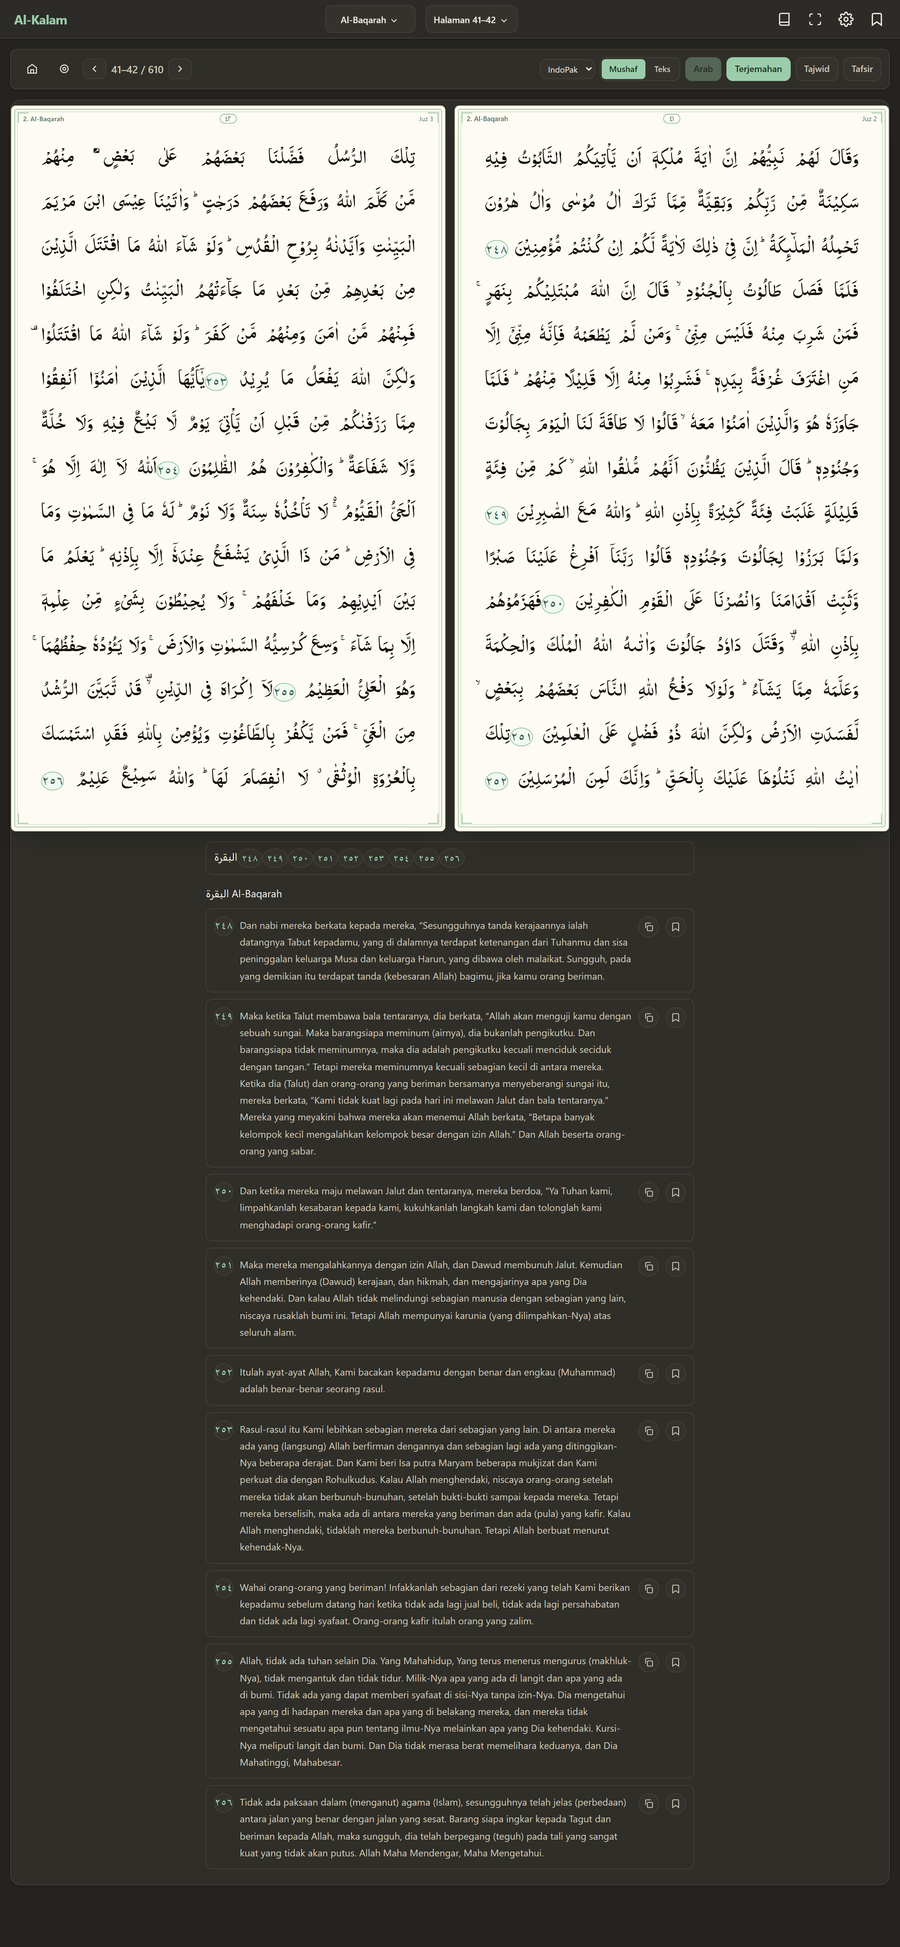 Al-Kalam
Al-Baqarah
Halaman 41–42
41–42 / 610
IndoPak
Mushaf
Teks
Arab
Terjemahan
Tajwid
Tafsir
2. Al-Baqarah
٤١
Juz 2
وَقَالَ لَهُمْ نَبِيُّهُمْ اِنَّ اٰيَةَ مُلْكِهٖٓ اَنْ يَّاْتِيَكُمُ التَّابُوْتُ فِيْهِ
سَكِيْنَةٌ مِّنْ رَّبِّكُمْ وَبَقِيَّةٌ مِّمَّا تَرَكَ اٰلُ مُوْسٰى وَاٰلُ هٰرُوْنَ
تَحْمِلُهُ الْمَلٰٓىِٕكَةُ ۗ اِنَّ فِيْ ذٰلِكَ لَاٰيَةً لَّكُمْ اِنْ كُنْتُمْ مُّؤْمِنِيْنَ ٢٤٨
فَلَمَّا فَصَلَ طَالُوْتُ بِالْجُنُوْدِ ۙ قَالَ اِنَّ اللّٰهَ مُبْتَلِيْكُمْ بِنَهَرٍ ۚ
فَمَنْ شَرِبَ مِنْهُ فَلَيْسَ مِنِّيْ ۚ وَمَنْ لَّمْ يَطْعَمْهُ فَاِنَّهٗ مِنِّيْٓ اِلَّا
مَنِ اغْتَرَفَ غُرْفَةً بِيَدِهٖ ۚ فَشَرِبُوْا مِنْهُ اِلَّا قَلِيْلًا مِّنْهُمْ ۗ فَلَمَّا
جَاوَزَهٗ هُوَ وَالَّذِيْنَ اٰمَنُوْا مَعَهٗ ۙ قَالُوْا لَا طَاقَةَ لَنَا الْيَوْمَ بِجَالُوْتَ
وَجُنُوْدِهٖ ۗ قَالَ الَّذِيْنَ يَظُنُّوْنَ اَنَّهُمْ مُّلٰقُوا اللّٰهِ ۙ كَمْ مِّنْ فِئَةٍ
قَلِيْلَةٍ غَلَبَتْ فِئَةً كَثِيْرَةً بِاِذْنِ اللّٰهِ ۗ وَاللّٰهُ مَعَ الصّٰبِرِيْنَ ٢٤٩
وَلَمَّا بَرَزُوْا لِجَالُوْتَ وَجُنُوْدِهٖ قَالُوْا رَبَّنَآ اَفْرِغْ عَلَيْنَا صَبْرًا
وَّثَبِّتْ اَقْدَامَنَا وَانْصُرْنَا عَلَى الْقَوْمِ الْكٰفِرِيْنَ ٢٥٠ فَهَزَمُوْهُمْ
بِاِذْنِ اللّٰهِ ۗ وَقَتَلَ دَاوٗدُ جَالُوْتَ وَاٰتٰىهُ اللّٰهُ الْمُلْكَ وَالْحِكْمَةَ
وَعَلَّمَهٗ مِمَّا يَشَاۤءُ ۗ وَلَوْلَا دَفْعُ اللّٰهِ النَّاسَ بَعْضَهُمْ بِبَعْضٍ ۙ
لَّفَسَدَتِ الْاَرْضُ وَلٰكِنَّ اللّٰهَ ذُوْ فَضْلٍ عَلَى الْعٰلَمِيْنَ ٢٥١ تِلْكَ
اٰيٰتُ اللّٰهِ نَتْلُوْهَا عَلَيْكَ بِالْحَقِّ ۗ وَاِنَّكَ لَمِنَ الْمُرْسَلِيْنَ ٢٥٢
2. Al-Baqarah
٤٢
Juz 3
تِلْكَ الرُّسُلُ فَضَّلْنَا بَعْضَهُمْ عَلٰى بَعْضٍ ۘ مِنْهُمْ
مَّنْ كَلَّمَ اللّٰهُ وَرَفَعَ بَعْضَهُمْ دَرَجٰتٍ ۗ وَاٰتَيْنَا عِيْسَى ابْنَ مَرْيَمَ
الْبَيِّنٰتِ وَاَيَّدْنٰهُ بِرُوْحِ الْقُدُسِ ۗ وَلَوْ شَاۤءَ اللّٰهُ مَا اقْتَتَلَ الَّذِيْنَ
مِنْ بَعْدِهِمْ مِّنْ بَعْدِ مَا جَاۤءَتْهُمُ الْبَيِّنٰتُ وَلٰكِنِ اخْتَلَفُوْا
فَمِنْهُمْ مَّنْ اٰمَنَ وَمِنْهُمْ مَّنْ كَفَرَ ۗ وَلَوْ شَاۤءَ اللّٰهُ مَا اقْتَتَلُوْا ۗ
وَلٰكِنَّ اللّٰهَ يَفْعَلُ مَا يُرِيْدُ ٢٥٣ يٰٓاَيُّهَا الَّذِيْنَ اٰمَنُوْٓا اَنْفِقُوْا
مِمَّا رَزَقْنٰكُمْ مِّنْ قَبْلِ اَنْ يَّاْتِيَ يَوْمٌ لَّا بَيْعٌ فِيْهِ وَلَا خُلَّةٌ
وَّلَا شَفَاعَةٌ ۗ وَالْكٰفِرُوْنَ هُمُ الظّٰلِمُوْنَ ٢٥٤ اَللّٰهُ لَآ اِلٰهَ اِلَّا هُوَ ۚ
اَلْحَيُّ الْقَيُّوْمُ ۚ لَا تَاْخُذُهٗ سِنَةٌ وَّلَا نَوْمٌ ۗ لَهٗ مَا فِى السَّمٰوٰتِ وَمَا
فِى الْاَرْضِ ۗ مَنْ ذَا الَّذِيْ يَشْفَعُ عِنْدَهٗٓ اِلَّا بِاِذْنِهٖ ۗ يَعْلَمُ مَا
بَيْنَ اَيْدِيْهِمْ وَمَا خَلْفَهُمْ ۚ وَلَا يُحِيْطُوْنَ بِشَيْءٍ مِّنْ عِلْمِهٖٓ
اِلَّا بِمَا شَاۤءَ ۚ وَسِعَ كُرْسِيُّهُ السَّمٰوٰتِ وَالْاَرْضَ ۚ وَلَا يَـُٔوْدُهٗ حِفْظُهُمَا ۚ
وَهُوَ الْعَلِيُّ الْعَظِيْمُ ٢٥٥ لَآ اِكْرَاهَ فِى الدِّيْنِ ۗ قَدْ تَّبَيَّنَ الرُّشْدُ
مِنَ الْغَيِّ ۚ فَمَنْ يَّكْفُرْ بِالطَّاغُوْتِ وَيُؤْمِنْ بِاللّٰهِ فَقَدِ اسْتَمْسَكَ
بِالْعُرْوَةِ الْوُثْقٰى ۙ لَا انْفِصَامَ لَهَا ۗ وَاللّٰهُ سَمِيْعٌ عَلِيْمٌ ٢٥٦
البقرة ٢٤٨ ٢٤٩ ٢٥٠ ٢٥١ ٢٥٢ ٢٥٣ ٢٥٤ ٢٥٥ ٢٥٦
البقرة Al-Baqarah
٢٤٨ Dan nabi mereka berkata kepada mereka, "Sesungguhnya tanda kerajaannya ialah
datangnya Tabut kepadamu, yang di dalamnya terdapat ketenangan dari Tuhanmu dan sisa
peninggalan keluarga Musa dan keluarga Harun, yang dibawa oleh malaikat. Sungguh, pada
yang demikian itu terdapat tanda (kebesaran Allah) bagimu, jika kamu orang beriman.
٢٤٩ Maka ketika Talut membawa bala tentaranya, dia berkata, "Allah akan menguji kamu dengan
sebuah sungai. Maka barangsiapa meminum (airnya), dia bukanlah pengikutku. Dan
barangsiapa tidak meminumnya, maka dia adalah pengikutku kecuali menciduk seciduk
dengan tangan." Tetapi mereka meminumnya kecuali sebagian kecil di antara mereka.
Ketika dia (Talut) dan orang-orang yang beriman bersamanya menyeberangi sungai itu,
mereka berkata, "Kami tidak kuat lagi pada hari ini melawan Jalut dan bala tentaranya."
Mereka yang meyakini bahwa mereka akan menemui Allah berkata, "Betapa banyak
kelompok kecil mengalahkan kelompok besar dengan izin Allah." Dan Allah beserta orang-
orang yang sabar.
٢٥٠ Dan ketika mereka maju melawan Jalut dan tentaranya, mereka berdoa, "Ya Tuhan kami,
limpahkanlah kesabaran kepada kami, kukuhkanlah langkah kami dan tolonglah kami
menghadapi orang-orang kafir."
٢٥١ Maka mereka mengalahkannya dengan izin Allah, dan Dawud membunuh Jalut. Kemudian
Allah memberinya (Dawud) kerajaan, dan hikmah, dan mengajarinya apa yang Dia
kehendaki. Dan kalau Allah tidak melindungi sebagian manusia dengan sebagian yang lain,
niscaya rusaklah bumi ini. Tetapi Allah mempunyai karunia (yang dilimpahkan-Nya) atas
seluruh alam.
٢٥٢ Itulah ayat-ayat Allah, Kami bacakan kepadamu dengan benar dan engkau (Muhammad)
adalah benar-benar seorang rasul.
٢٥٣ Rasul-rasul itu Kami lebihkan sebagian mereka dari sebagian yang lain. Di antara mereka
ada yang (langsung) Allah berfirman dengannya dan sebagian lagi ada yang ditinggikan-
Nya beberapa derajat. Dan Kami beri Isa putra Maryam beberapa mukjizat dan Kami
perkuat dia dengan Rohulkudus. Kalau Allah menghendaki, niscaya orang-orang setelah
mereka tidak akan berbunuh-bunuhan, setelah bukti-bukti sampai kepada mereka. Tetapi
mereka berselisih, maka ada di antara mereka yang beriman dan ada (pula) yang kafir. Kalau
Allah menghendaki, tidaklah mereka berbunuh-bunuhan. Tetapi Allah berbuat menurut
kehendak-Nya.
٢٥٤ Wahai orang-orang yang beriman! Infakkanlah sebagian dari rezeki yang telah Kami berikan
kepadamu sebelum datang hari ketika tidak ada lagi jual beli, tidak ada lagi persahabatan
dan tidak ada lagi syafaat. Orang-orang kafir itulah orang yang zalim.
٢٥٥ Allah, tidak ada tuhan selain Dia. Yang Mahahidup, Yang terus menerus mengurus (makhluk-
Nya), tidak mengantuk dan tidak tidur. Milik-Nya apa yang ada di langit dan apa yang ada
di bumi. Tidak ada yang dapat memberi syafaat di sisi-Nya tanpa izin-Nya. Dia mengetahui
apa yang di hadapan mereka dan apa yang di belakang mereka, dan mereka tidak
mengetahui sesuatu apa pun tentang ilmu-Nya melainkan apa yang Dia kehendaki. Kursi-
Nya meliputi langit dan bumi. Dan Dia tidak merasa berat memelihara keduanya, dan Dia
Mahatinggi, Mahabesar.
٢٥٦ Tidak ada paksaan dalam (menganut) agama (Islam), sesungguhnya telah jelas (perbedaan)
antara jalan yang benar dengan jalan yang sesat. Barang siapa ingkar kepada Tagut dan
beriman kepada Allah, maka sungguh, dia telah berpegang (teguh) pada tali yang sangat
kuat yang tidak akan putus. Allah Maha Mendengar, Maha Mengetahui.